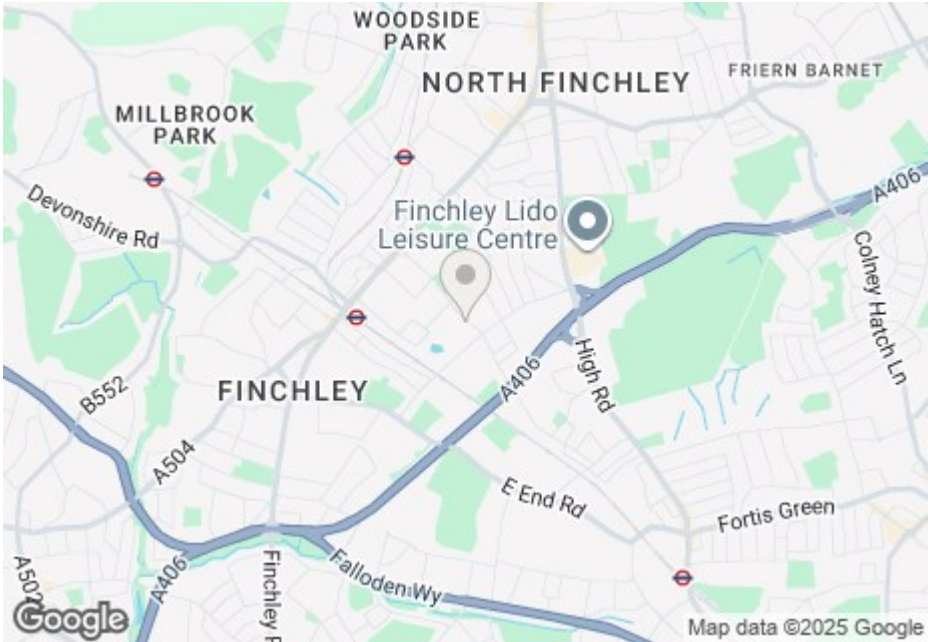 WOODSIDE
PARK
NORTH FINCHLEY
FRIERN BARNET
MILLBROOK
PARK
A406
Devonshire Rd
Finchley Lido
Leisure Centre
Colney Hatch Ln
High Rd
A406
FINCHLEY
B552
A504
E End Rd
Fortis Green
A502
A406
Finchley R
Falloden Wy
Google
Map data ©2025 Google